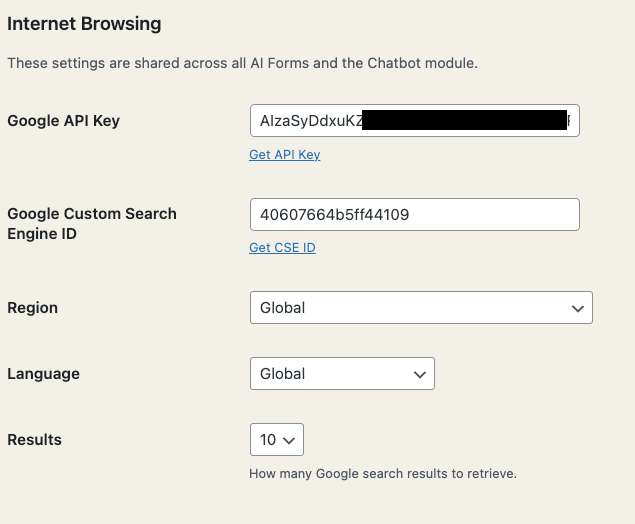 Internet Browsing
These settings are shared across all AI Forms and the Chatbot module.
Google API Key
AIzaSyDdxuKZ
Get API Key
Google Custom Search
Engine ID
40607664b5ff44109
Get CSE ID
Region
Global
Language
Global
Results
10
How many Google search results to retrieve.